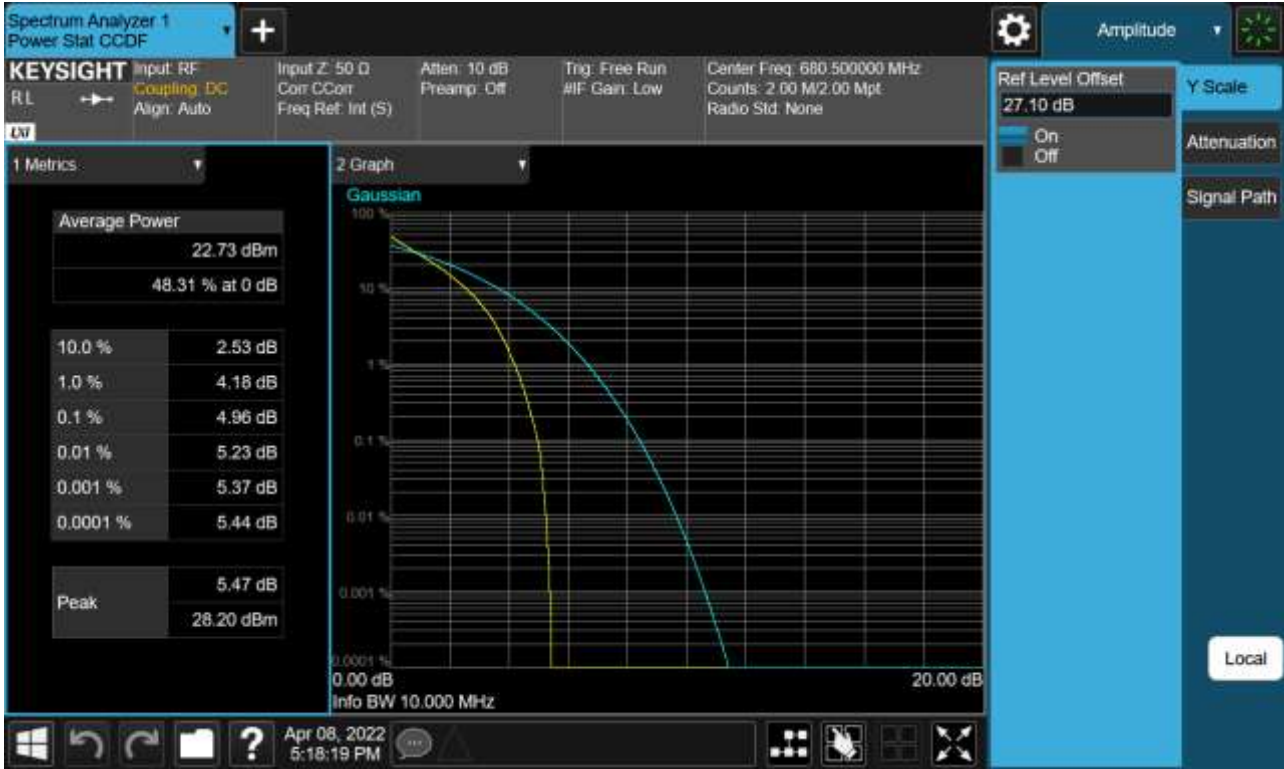 Spectrum Analyzer 1
Power Stat CCDF
+
Amplitude
KEYSIGHT
RL
LXI
Input: RF
Coupling: DC
Align: Auto
Input Z: 50 Ω
Corr CCorr
Freq Ref: Int (S)
Atten: 10 dB
Preamp: Off
Trig: Free Run
#IF Gain: Low
Center Freq: 680.500000 MHz
Counts: 2.00 M/2.00 Mpt
Radio Std: None
Ref Level Offset
27.10 dB
On
Off
Y Scale
Attenuation
Signal Path
1 Metrics
Average Power
22.73 dBm
48.31 % at 0 dB
10.0 % 2.53 dB
1.0 % 4.18 dB
0.1 % 4.96 dB
0.01 % 5.23 dB
0.001 % 5.37 dB
0.0001 % 5.44 dB
Peak
5.47 dB
28.20 dBm
2 Graph
Gaussian
100 %
10 %
1 %
0.1 %
0.01 %
0.001 %
0.0001 %
0.00 dB 20.00 dB
Info BW 10.000 MHz
Local
?
Apr 08, 2022
5:18:19 PM